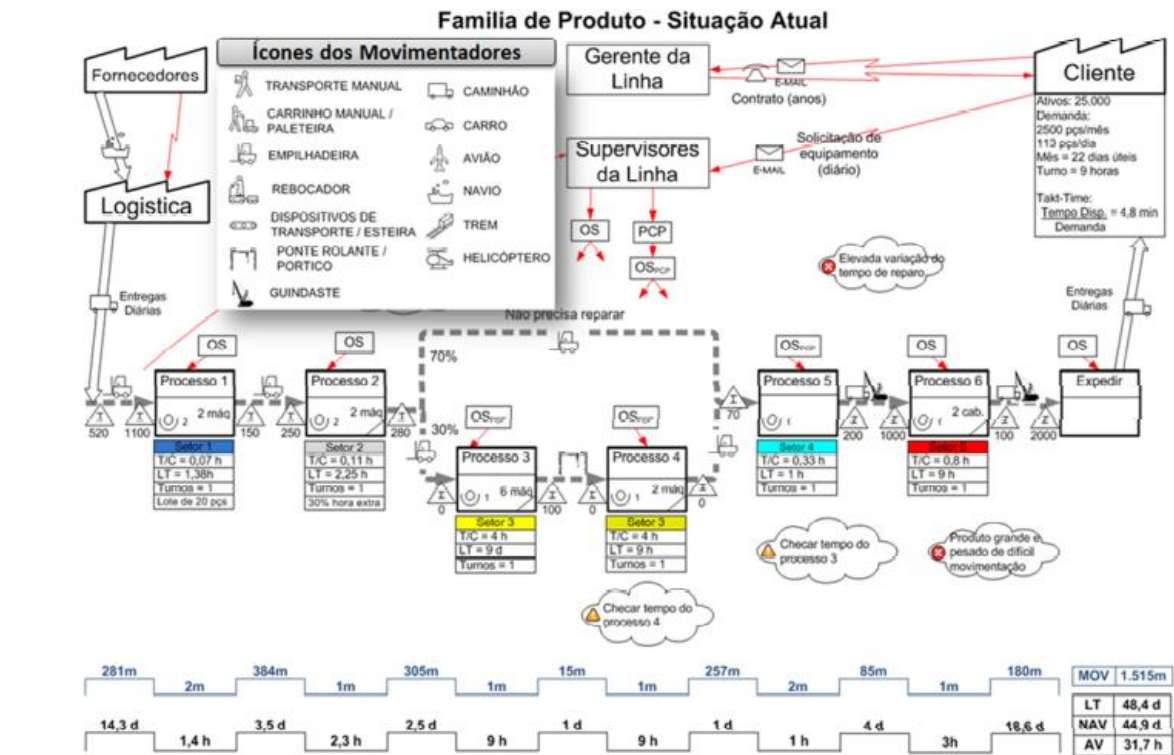 Familia de Produto - Situação Atual
Fornecedores
Ícones dos Movimentadores
TRANSPORTE MANUAL
CARRINHO MANUAL /
PALETEIRA
EMPILHADEIRA
REBOCADOR
DISPOSITIVOS DE
TRANSPORTE / ESTEIRA
PONTE ROLANTE /
PORTICO
GUINDASTE
CAMINHÃO
CARRO
AVIÃO
NAVIO
TREM
HELICÓPTERO
Gerente da
Linha
E-MAIL
Contrato (anos)
Cliente
Ativos: 25.000
Demanda:
2500 pçs/mês
113 pçs/dia
Mês = 22 dias úteis
Turno = 9 horas
Takt-Time:
Tempo Disp. = 4,8 min
Demanda
Supervisores
da Linha
E-MAIL
Solicitação de
equipamento
(diário)
Logistica
OS
PCP
OSPCP
Elevada variação do
tempo de reparo
Entregas
Diárias
Entregas
Diárias
Não precisa reparar
70%
30%
OS
OS
OS
OS
OS
Processo 1
2 máq
2
Processo 2
2 máq
2
Processo 5
1
Processo 6
2 cab.
1
Expedir
520
1100
150
250
280
70
200
1000
100
2000
Setor 1
T/C = 0,07 h
LT = 1,38h
Turnos = 1
Lote de 20 pçs
Setor 2
T/C = 0,11 h
LT = 2,25h
Turnos = 1
30% hora extra
OS
Processo 3
6 máq
1
0
100
Setor 3
T/C = 4 h
LT = 9 d
Turnos = 1
OS
Processo 4
2 máq
1
0
0
Setor 3
T/C = 4 h
LT = 9 h
Turnos = 1
Setor 4
T/C = 0,33 h
LT = 1 h
Turnos = 1
Setor 5
T/C = 0,8 h
LT = 9 h
Turnos = 1
Checar tempo do
processo 3
Produto grande e
pesado de difícil
movimentação
Checar tempo do
processo 4
281m
2m
384m
1m
305m
1m
15m
1m
257m
2m
85m
1m
180m
MOV 1.515m
14,3 d
1,4 h
3,5 d
2,3 h
2,5 d
9 h
1 d
9 h
1 d
1 h
4 d
3h
18,6 d
LT 48,4 d
NAV 44,9 d
AV 31,7 h